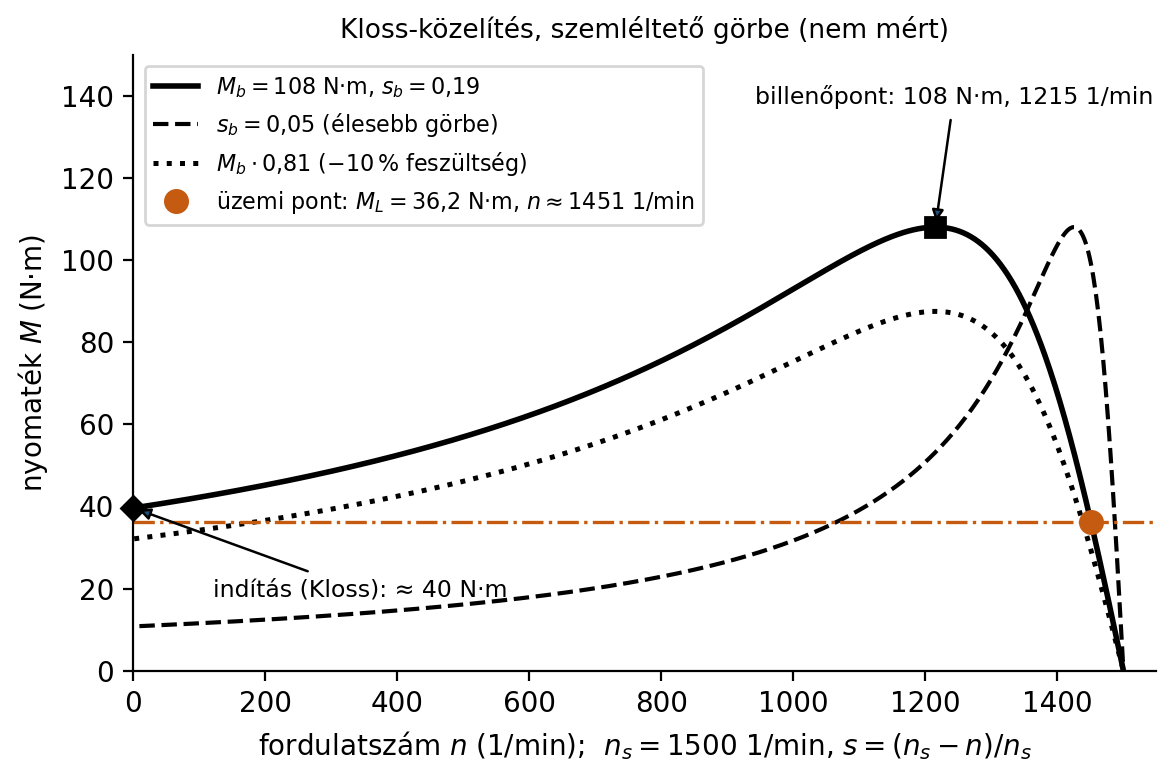 Kloss-közelítés, szemléltető görbe (nem mért)
M_b = 108 N·m, s_b = 0,19
s_b = 0,05 (élesebb görbe)
M_b · 0,81 (−10 % feszültség)
üzemi pont: M_L = 36,2 N·m, n ≈ 1451 1/min
billenőpont: 108 N·m, 1215 1/min
indítás (Kloss): ≈ 40 N·m
nyomaték M (N·m)
140
120
100
80
60
40
20
0
0 200 400 600 800 1000 1200 1400
fordulatszám n (1/min); n_s = 1500 1/min, s = (n_s − n)/n_s